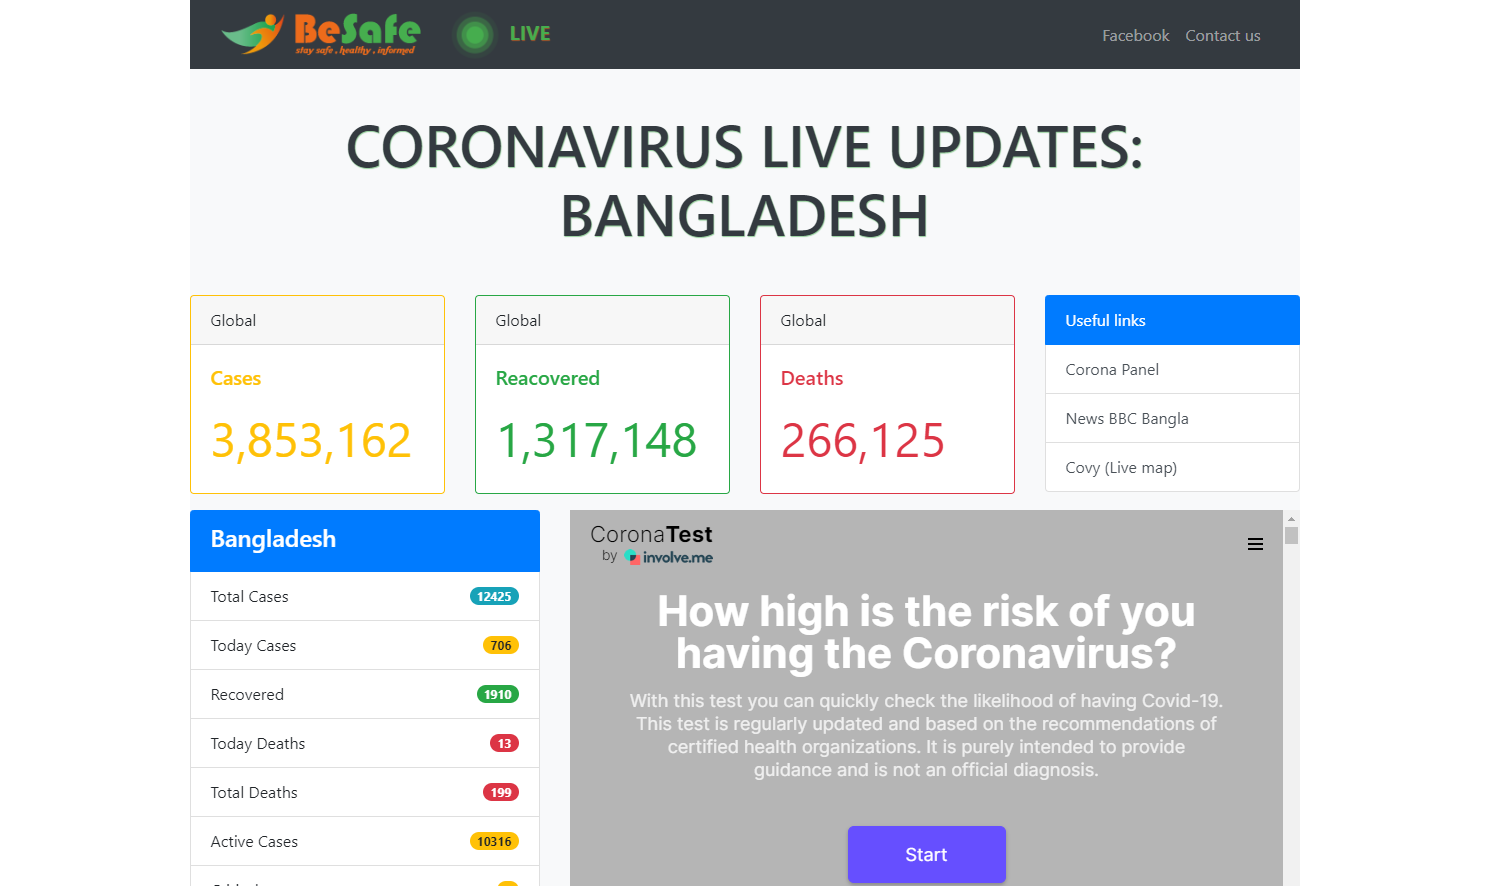 BeSafe
stay safe , healthy , informed
LIVE
Facebook
Contact us
CORONAVIRUS LIVE UPDATES:
BANGLADESH
Global
Cases
3,853,162
Global
Reacovered
1,317,148
Global
Deaths
266,125
Useful links
Corona Panel
News BBC Bangla
Covy (Live map)
Bangladesh
Total Cases 12425
Today Cases 706
Recovered 1910
Today Deaths 13
Total Deaths 199
Active Cases 10316
CoronaTest
by involve.me
How high is the risk of you
having the Coronavirus?
With this test you can quickly check the likelihood of having Covid-19.
This test is regularly updated and based on the recommendations of
certified health organizations. It is purely intended to provide
guidance and is not an official diagnosis.
Start